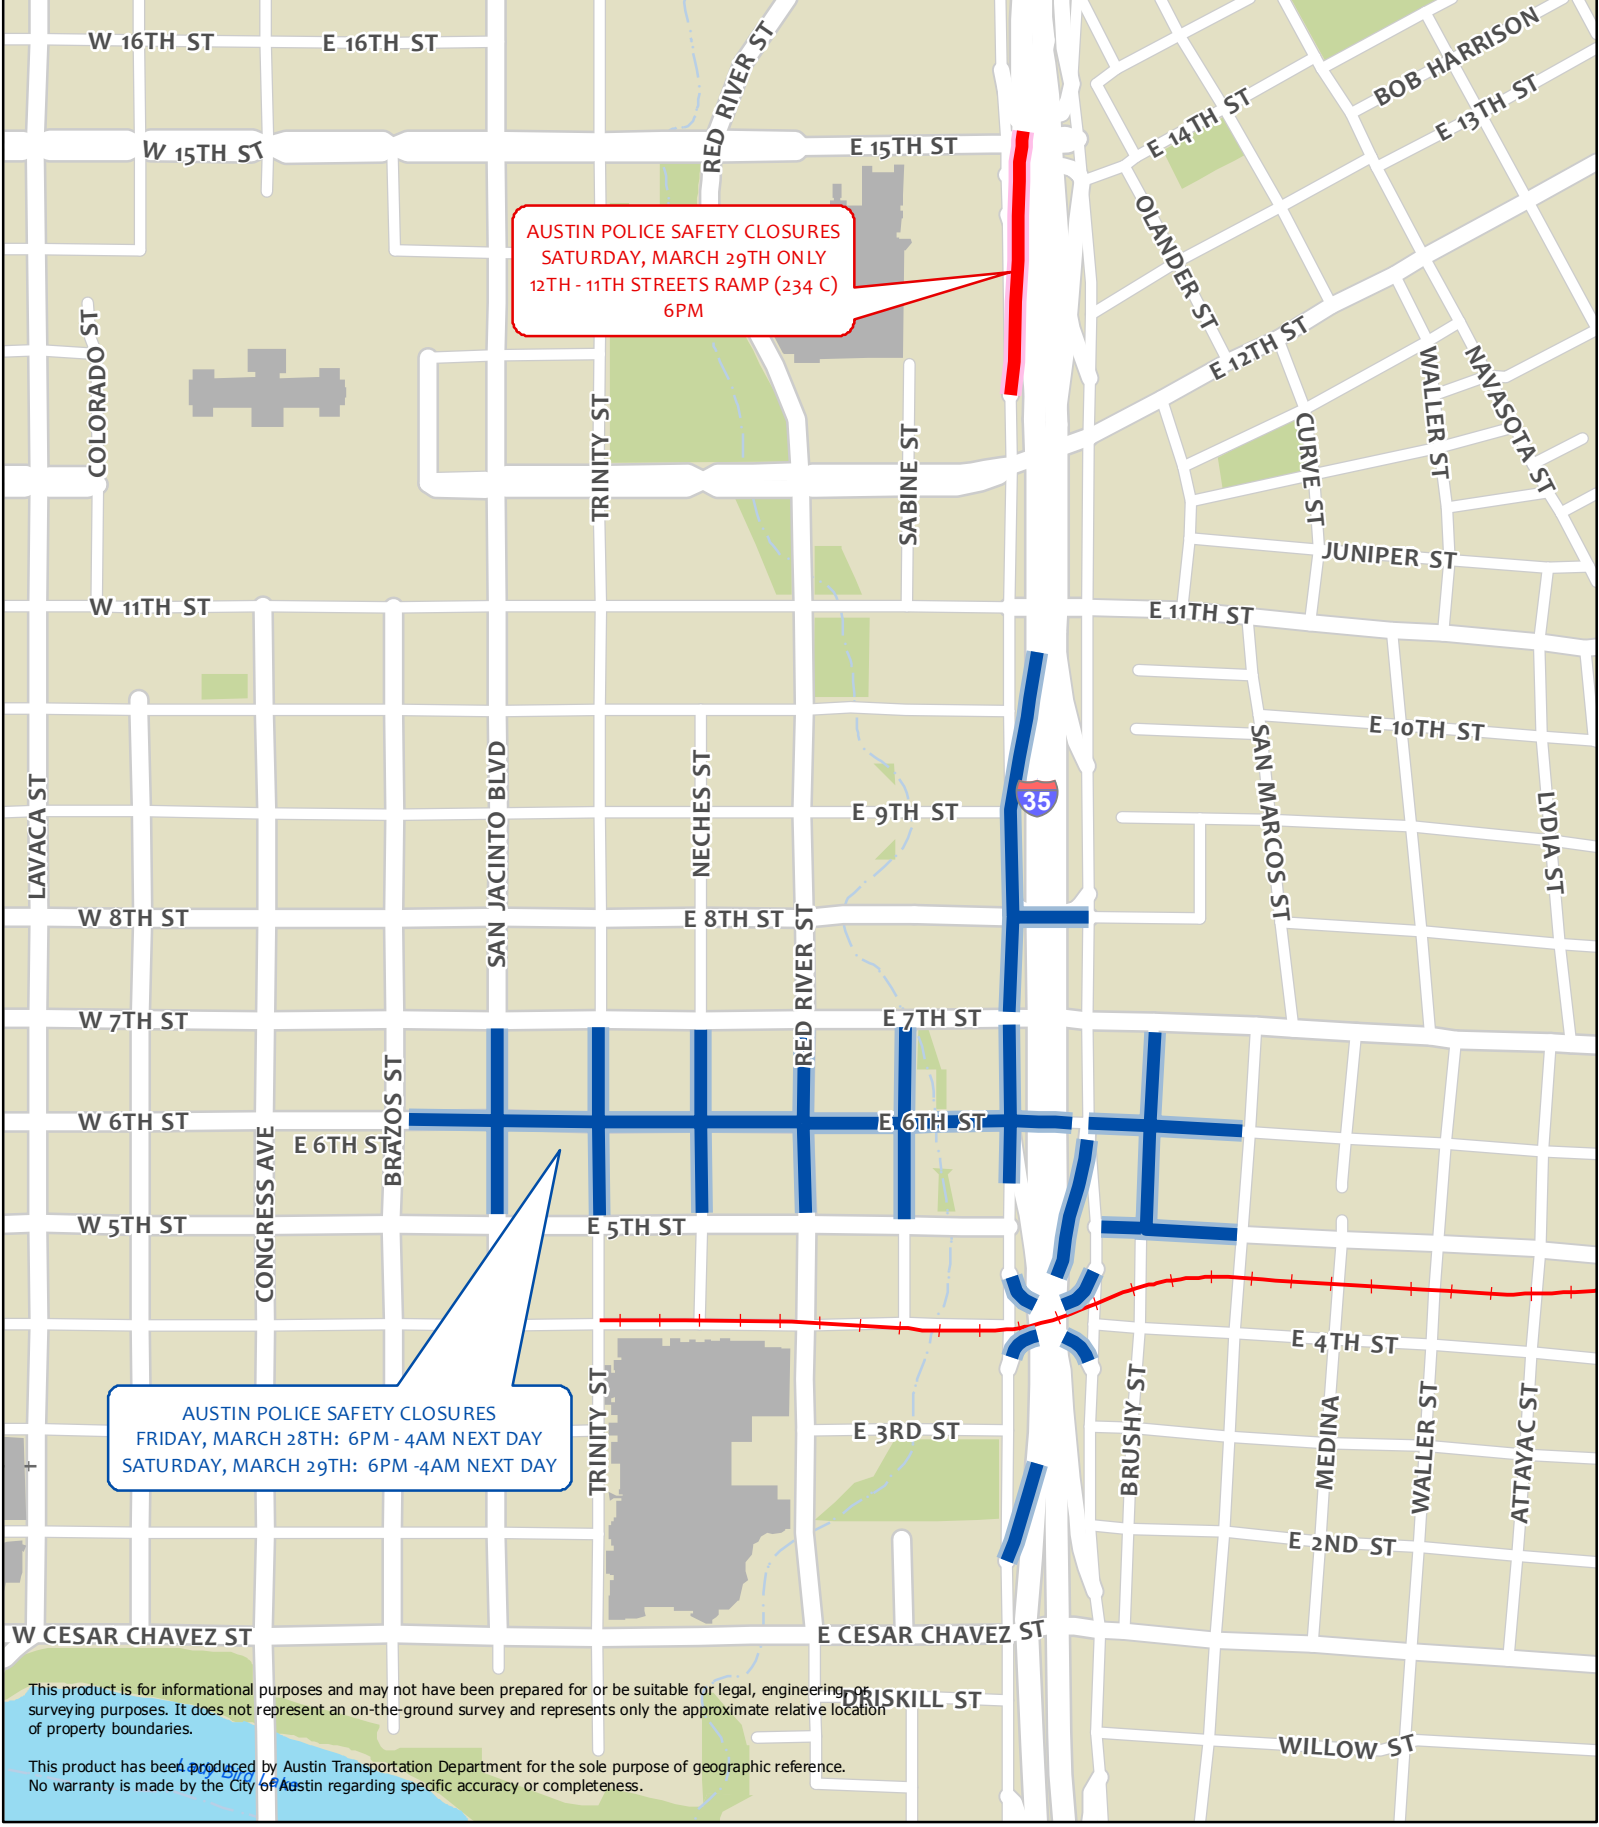 W 16TH ST
E 16TH ST
RED RIVER ST
BOB HARRISON
E 13TH ST
E 14TH ST
W 15TH ST
E 15TH ST
OLANDER ST
AUSTIN POLICE SAFETY CLOSURES
SATURDAY, MARCH 29TH ONLY
12TH - 11TH STREETS RAMP (234 C)
6PM
COLORADO ST
E 12TH ST
TRINITY ST
SABINE ST
CURVE ST
WALLER ST
NAVASOTA ST
JUNIPER ST
W 11TH ST
E 11TH ST
E 10TH ST
LAVACA ST
SAN JACINTO BLVD
NECHES ST
E 9TH ST
35
SAN MARCOS ST
LYDIA ST
W 8TH ST
E 8TH ST
RED RIVER ST
W 7TH ST
E 7TH ST
W 6TH ST
E 6TH ST
BRAZOS ST
E 6TH ST
CONGRESS AVE
W 5TH ST
E 5TH ST
E 4TH ST
TRINITY ST
AUSTIN POLICE SAFETY CLOSURES
FRIDAY, MARCH 28TH: 6PM - 4AM NEXT DAY
SATURDAY, MARCH 29TH: 6PM -4AM NEXT DAY
E 3RD ST
BRUSHY ST
MEDINA
WALLER ST
ATTAYAC ST
E 2ND ST
W CESAR CHAVEZ ST
E CESAR CHAVEZ ST
DRISKILL ST
WILLOW ST
Lady Bird Lake
This product is for informational purposes and may not have been prepared for or be suitable for legal, engineering, or
surveying purposes. It does not represent an on-the-ground survey and represents only the approximate relative location
of property boundaries.
This product has been produced by Austin Transportation Department for the sole purpose of geographic reference.
No warranty is made by the City of Austin regarding specific accuracy or completeness.